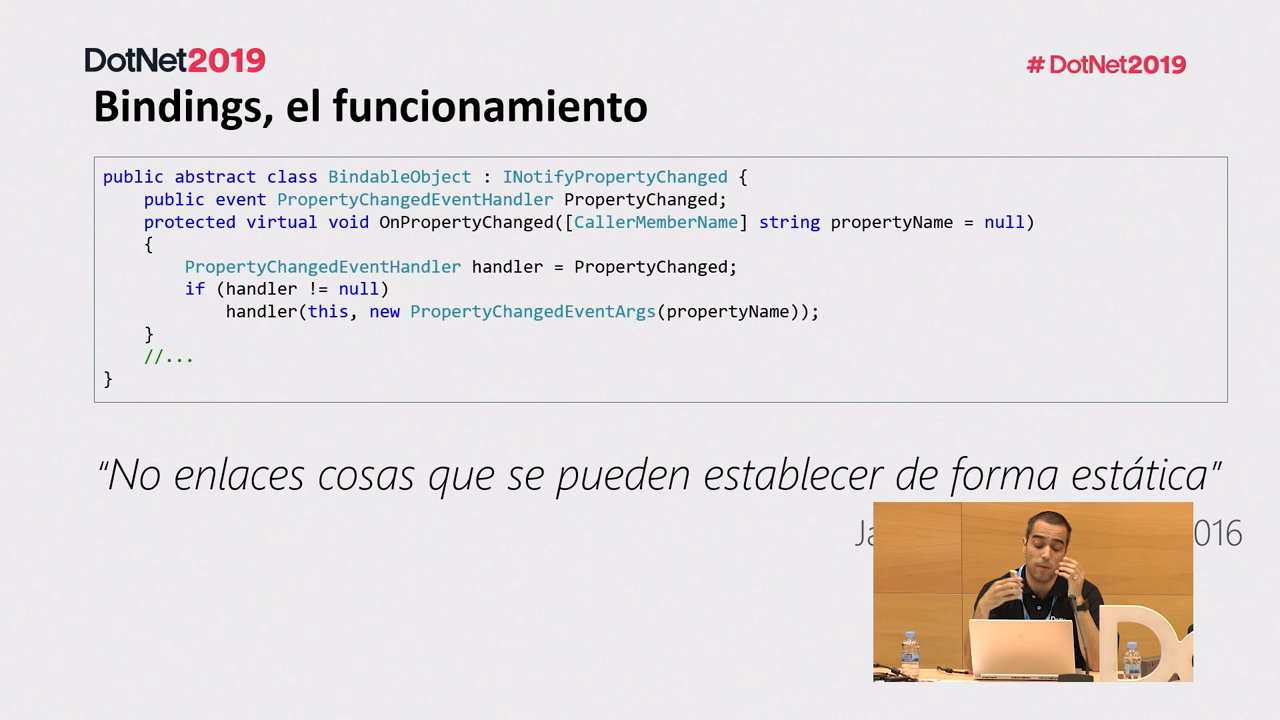 DotNet2019
# DotNet2019
Bindings, el funcionamiento
public abstract class BindableObject : INotifyPropertyChanged {
    public event PropertyChangedEventHandler PropertyChanged;
    protected virtual void OnPropertyChanged([CallerMemberName] string propertyName = null)
    {
        PropertyChangedEventHandler handler = PropertyChanged;
        if (handler != null)
            handler(this, new PropertyChangedEventArgs(propertyName));
    }
    //...
}
“No enlaces cosas que se pueden establecer de forma estática”